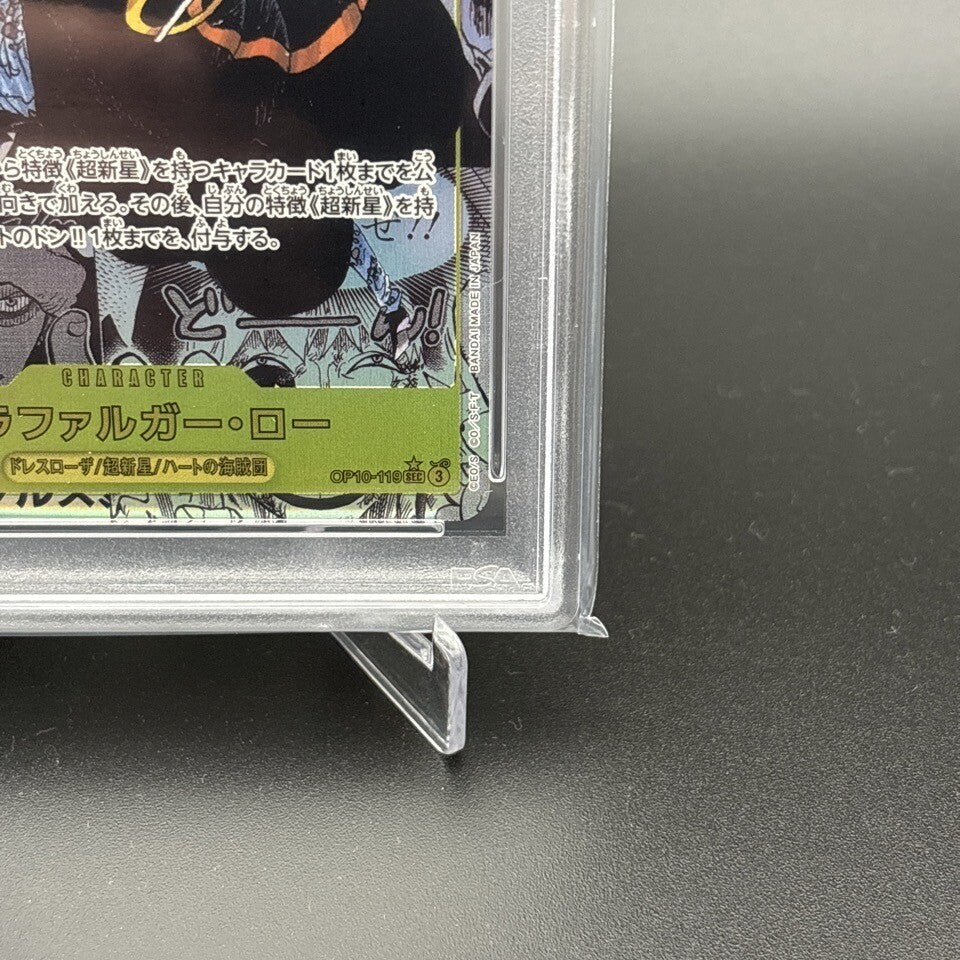 ら特徴《超新星》を持つキャラカード1枚までを公
向きで加える。その後、自分の特徴《超新星》を持
トのドン!! 1枚までを、付与する。
せ!!
ど
CHARACTER
ラファルガー・ロー
ドレスローザ/超新星/ハートの海賊団
OP10-119 SEC 3
CEO/S CO/ S F T BANDAI MADE IN JAPAN
PSA